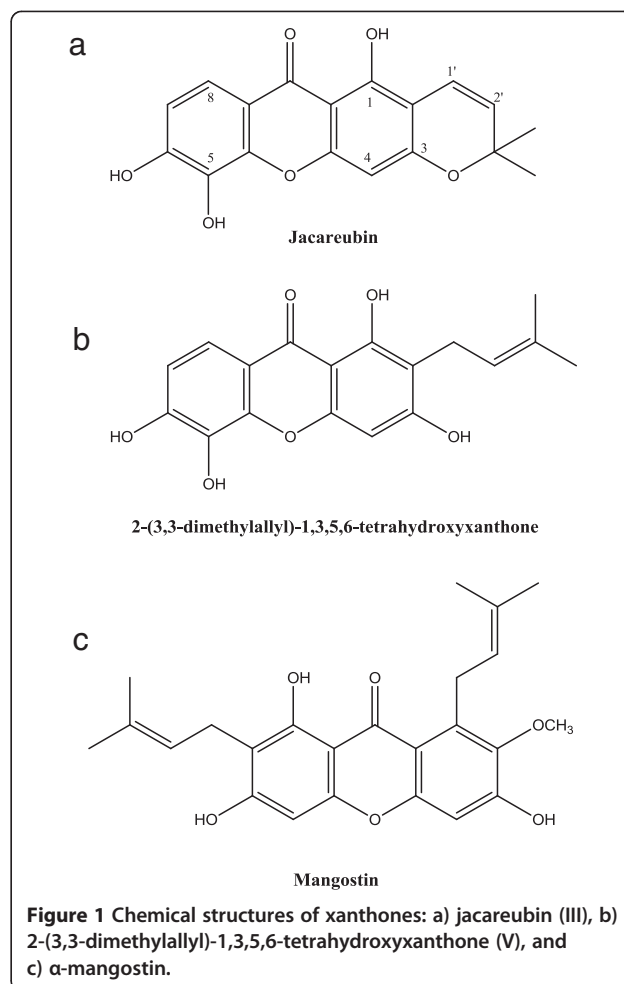 a
O
OH
8
1
1'
2'
5
4
3
HO
O
O
OH
Jacareubin
b
O
OH
HO
O
OH
OH
2-(3,3-dimethylallyl)-1,3,5,6-tetrahydroxyxanthone
c
OH
O
OCH3
HO
O
OH
Mangostin
Figure 1 Chemical structures of xanthones: a) jacareubin (III), b)
2-(3,3-dimethylallyl)-1,3,5,6-tetrahydroxyxanthone (V), and
c) α-mangostin.